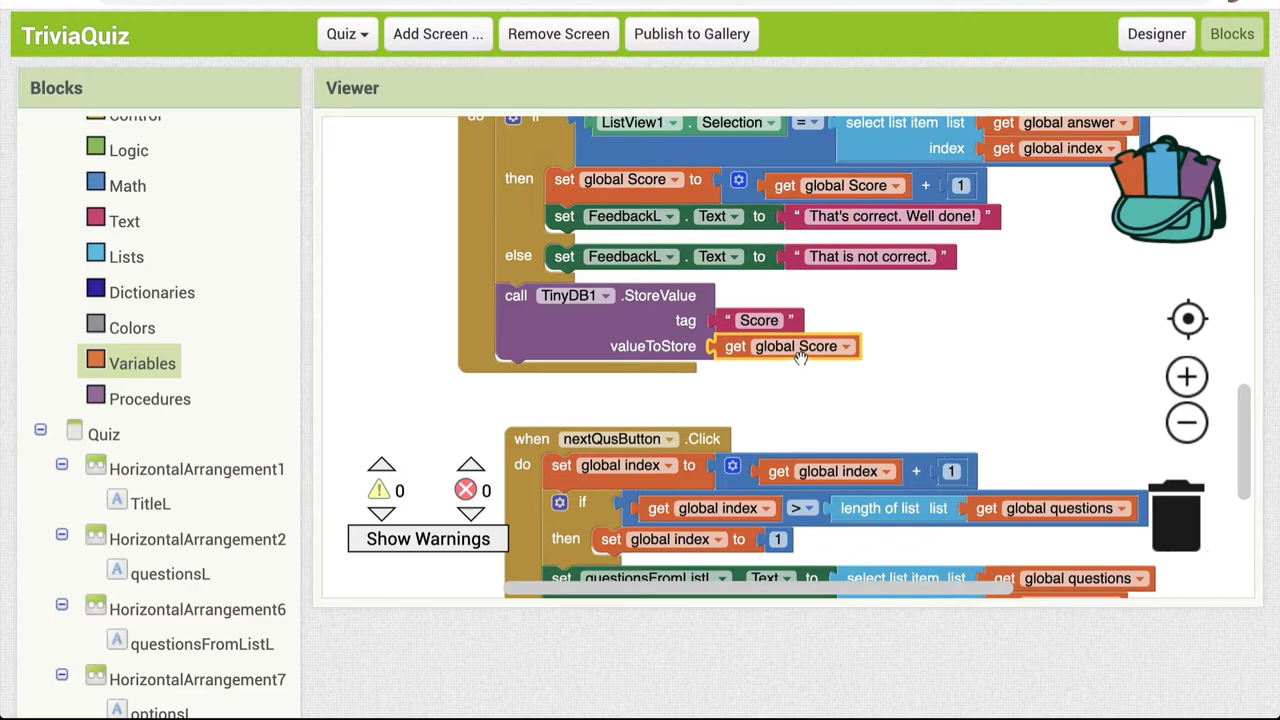 TriviaQuiz
Quiz
Add Screen ...
Remove Screen
Publish to Gallery
Designer
Blocks
Blocks
Control
Logic
Math
Text
Lists
Dictionaries
Colors
Variables
Procedures
Quiz
HorizontalArrangement1
TitleL
HorizontalArrangement2
questionsL
HorizontalArrangement6
questionsFromListL
HorizontalArrangement7
optionsL
Viewer
do if ListView1 . Selection = select list item list get global answer
index get global index
then set global Score to get global Score + 1
set FeedbackL . Text to " That's correct. Well done! "
else set FeedbackL . Text to " That is not correct. "
call TinyDB1 .StoreValue
tag " Score "
valueToStore get global Score
when nextQusButton .Click
do set global index to get global index + 1
if get global index > length of list list get global questions
then set global index to 1
set questionsFromListL . Text to select list item list get global questions
0 0
Show Warnings